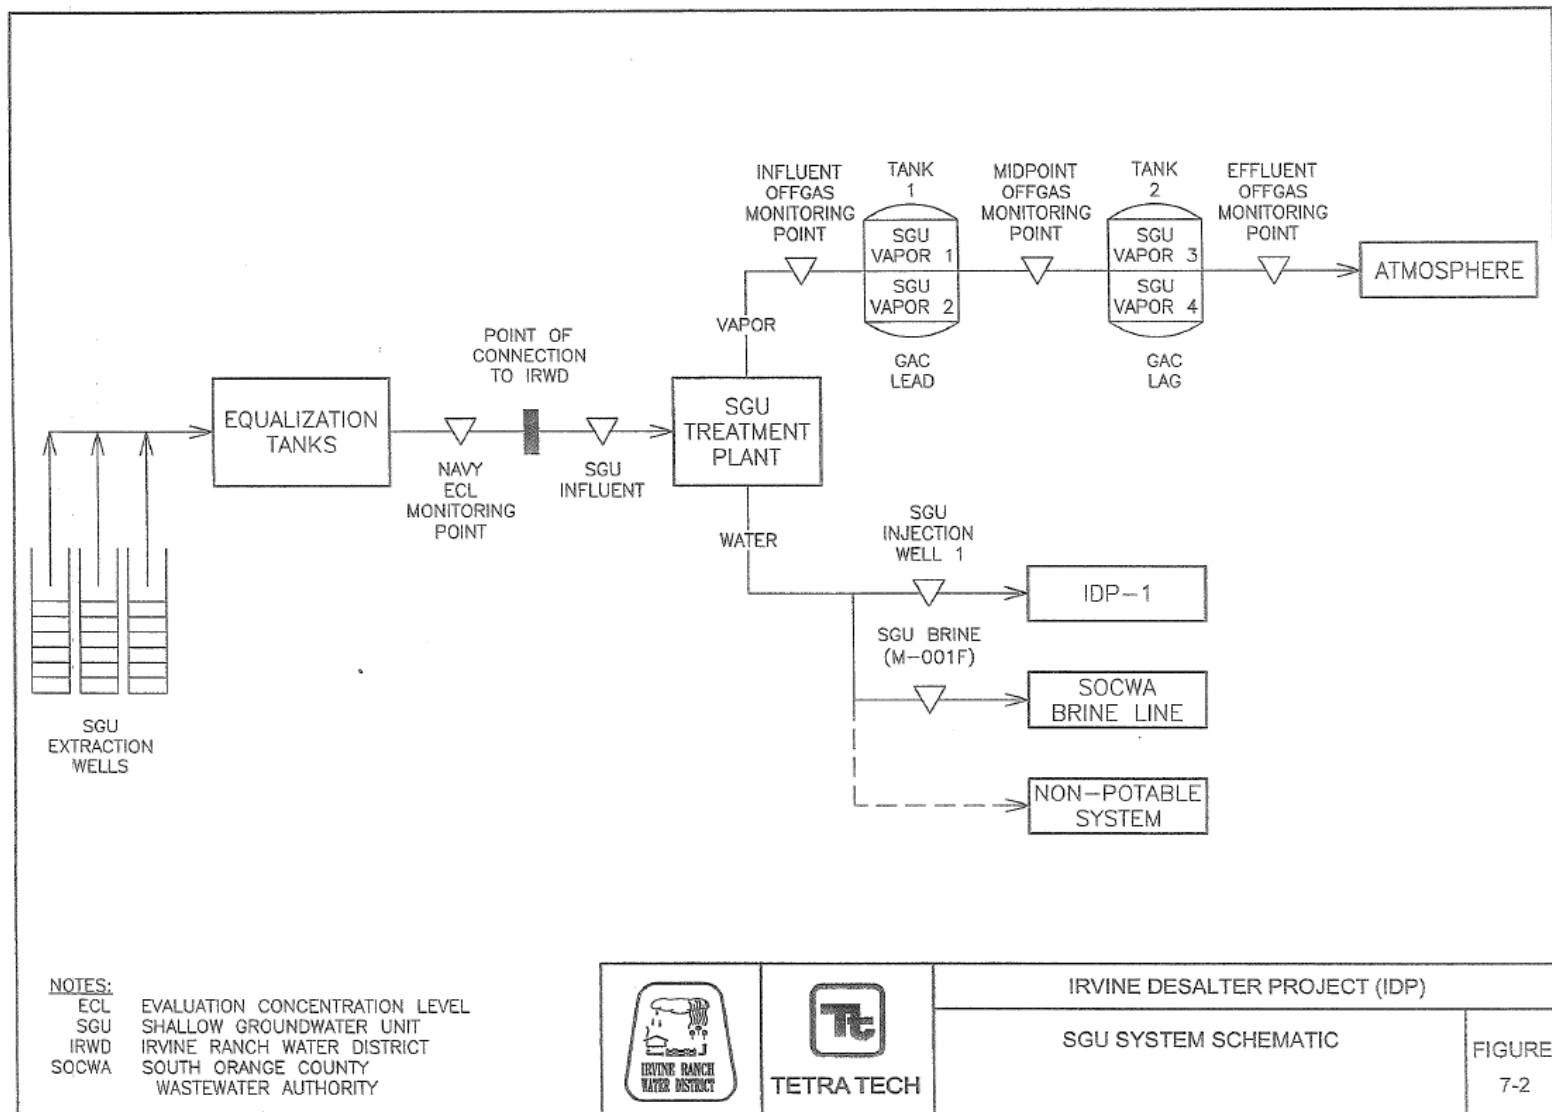 INFLUENT
OFFGAS
MONITORING
POINT
TANK
1
MIDPOINT
OFFGAS
MONITORING
POINT
TANK
2
EFFLUENT
OFFGAS
MONITORING
POINT
SGU
VAPOR 1
SGU
VAPOR 2
SGU
VAPOR 3
SGU
VAPOR 4
ATMOSPHERE
GAC
LEAD
GAC
LAG
VAPOR
POINT OF
CONNECTION
TO IRWD
EQUALIZATION
TANKS
NAVY
ECL
MONITORING
POINT
SGU
INFLUENT
SGU
TREATMENT
PLANT
WATER
SGU
INJECTION
WELL 1
IDP-1
SGU BRINE
(M-001F)
SOCWA
BRINE LINE
NON-POTABLE
SYSTEM
SGU
EXTRACTION
WELLS
NOTES:
ECL EVALUATION CONCENTRATION LEVEL
SGU SHALLOW GROUNDWATER UNIT
IRWD IRVINE RANCH WATER DISTRICT
SOCWA SOUTH ORANGE COUNTY
WASTEWATER AUTHORITY
IRVINE RANCH
WATER DISTRICT
Tt
TETRA TECH
IRVINE DESALTER PROJECT (IDP)
SGU SYSTEM SCHEMATIC
FIGURE
7-2